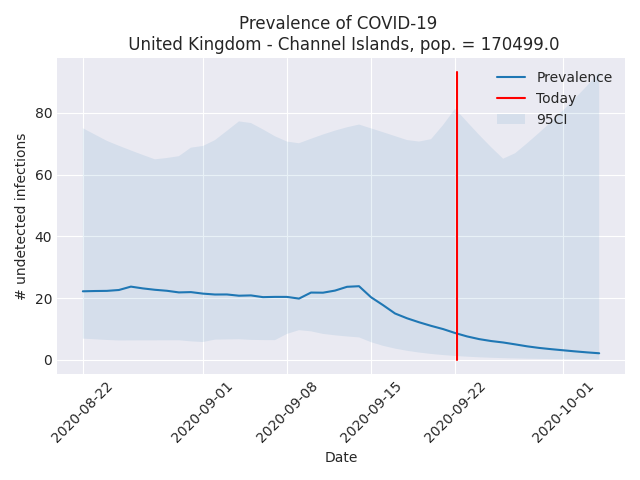 Prevalence of COVID-19
United Kingdom - Channel Islands, pop. = 170499.0
Prevalence
Today
95CI
80
60
40
20
0
# undetected infections
2020-08-22
2020-09-01
2020-09-08
2020-09-15
2020-09-22
2020-10-01
Date